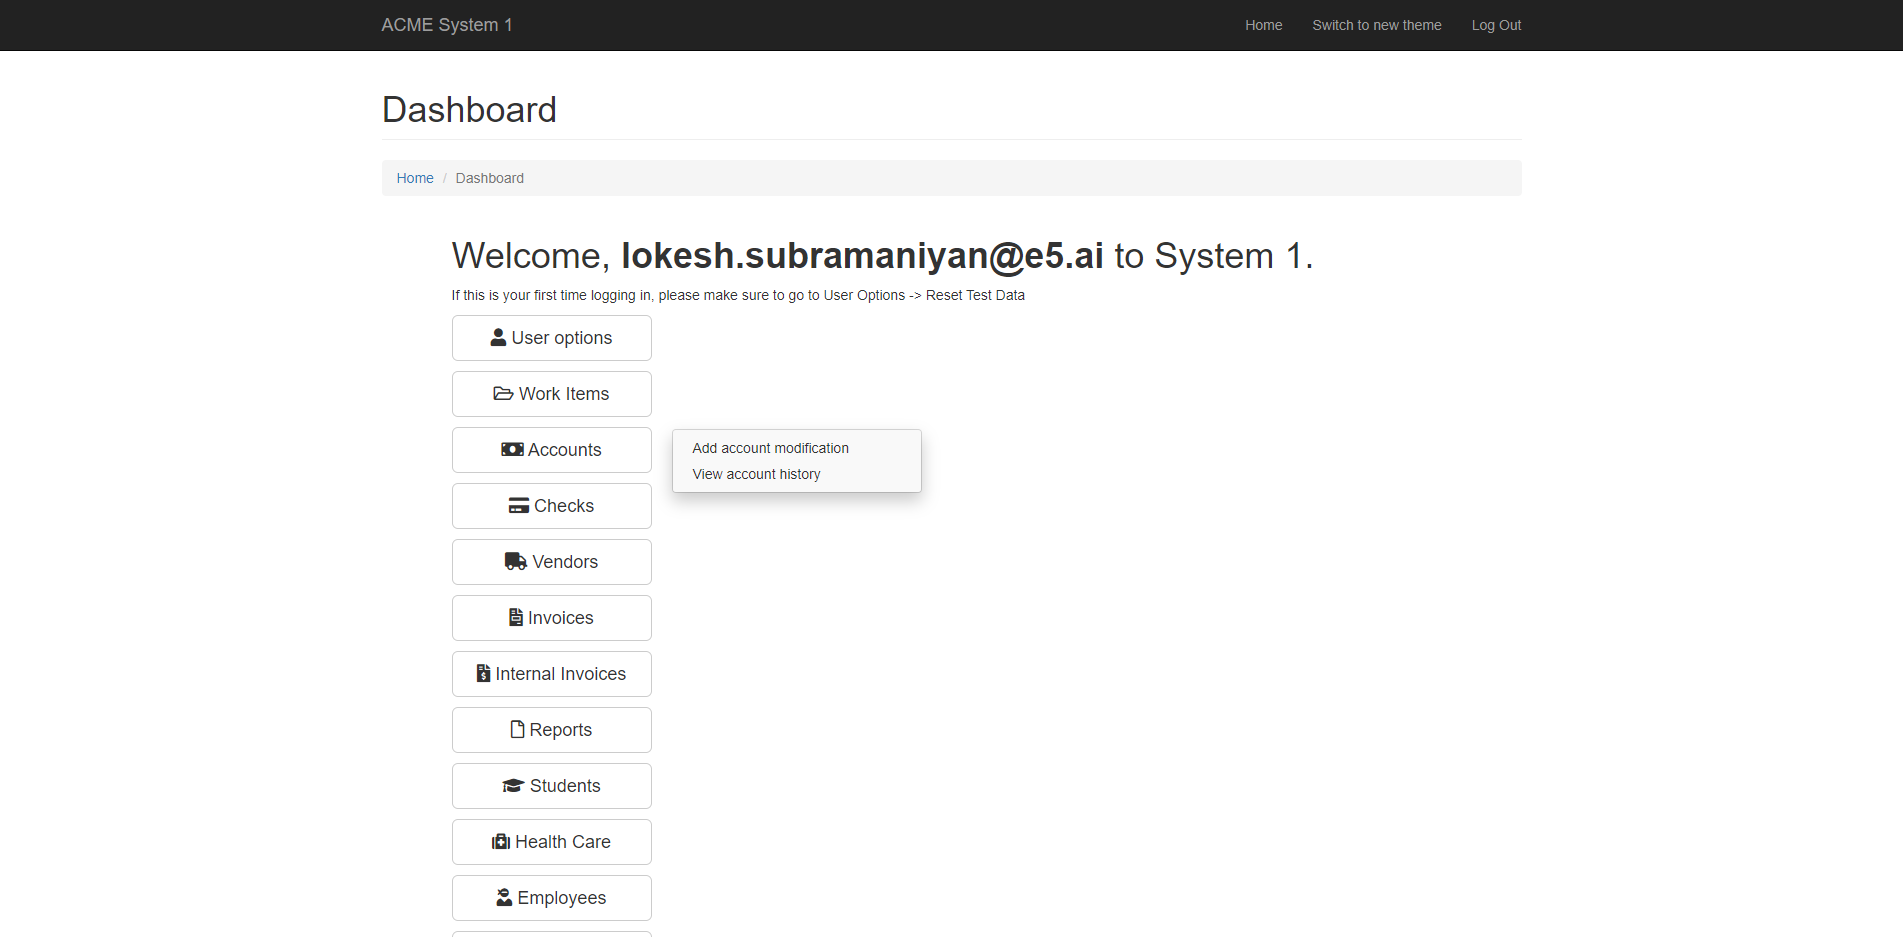 ACME System 1
Home
Switch to new theme
Log Out
Dashboard
Home / Dashboard
Welcome, lokesh.subramaniyan@e5.ai to System 1.
If this is your first time logging in, please make sure to go to User Options -> Reset Test Data
User options
Work Items
Accounts
Add account modification
View account history
Checks
Vendors
Invoices
Internal Invoices
Reports
Students
Health Care
Employees